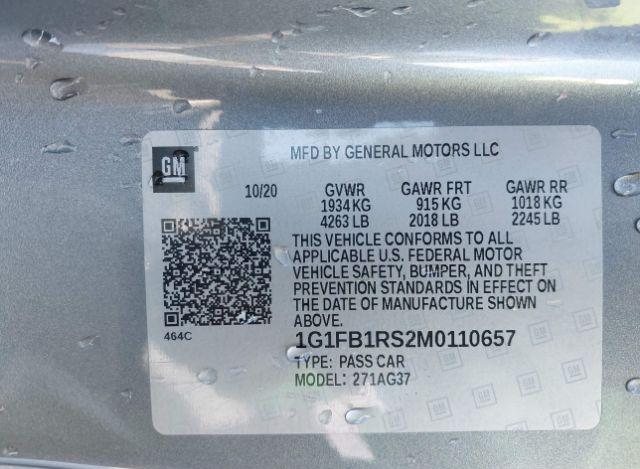 GM
MFD BY GENERAL MOTORS LLC
10/20 GVWR GAWR FRT GAWR RR
1934 KG 915 KG 1018 KG
4263 LB 2018 LB 2245 LB
THIS VEHICLE CONFORMS TO ALL
APPLICABLE U.S. FEDERAL MOTOR
VEHICLE SAFETY, BUMPER, AND THEFT
PREVENTION STANDARDS IN EFFECT ON
THE DATE OF MANUFACTURE SHOWN
ABOVE.
464C
1G1FB1RS2M0110657
TYPE: PASS CAR
MODEL: 271AG37